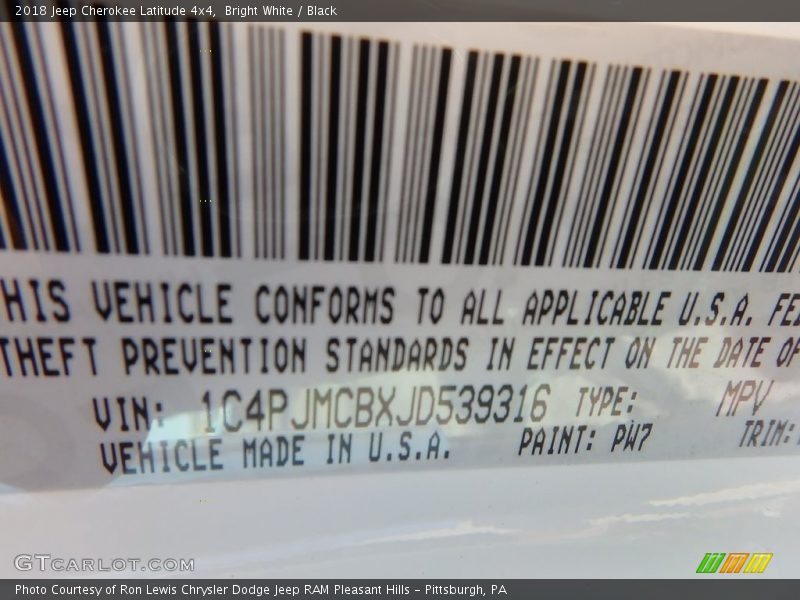 2018 Jeep Cherokee Latitude 4x4,  Bright White / Black
HIS VEHICLE CONFORMS TO ALL APPLICABLE U.S.A. FE
THEFT PREVENTION STANDARDS IN EFFECT ON THE DATE OF
VIN: 1C4PJMCBXJD539316 TYPE: MPV
VEHICLE MADE IN U.S.A. PAINT: PW7 TRIM:
GTCARLOT.COM
Photo Courtesy of Ron Lewis Chrysler Dodge Jeep RAM Pleasant Hills - Pittsburgh, PA